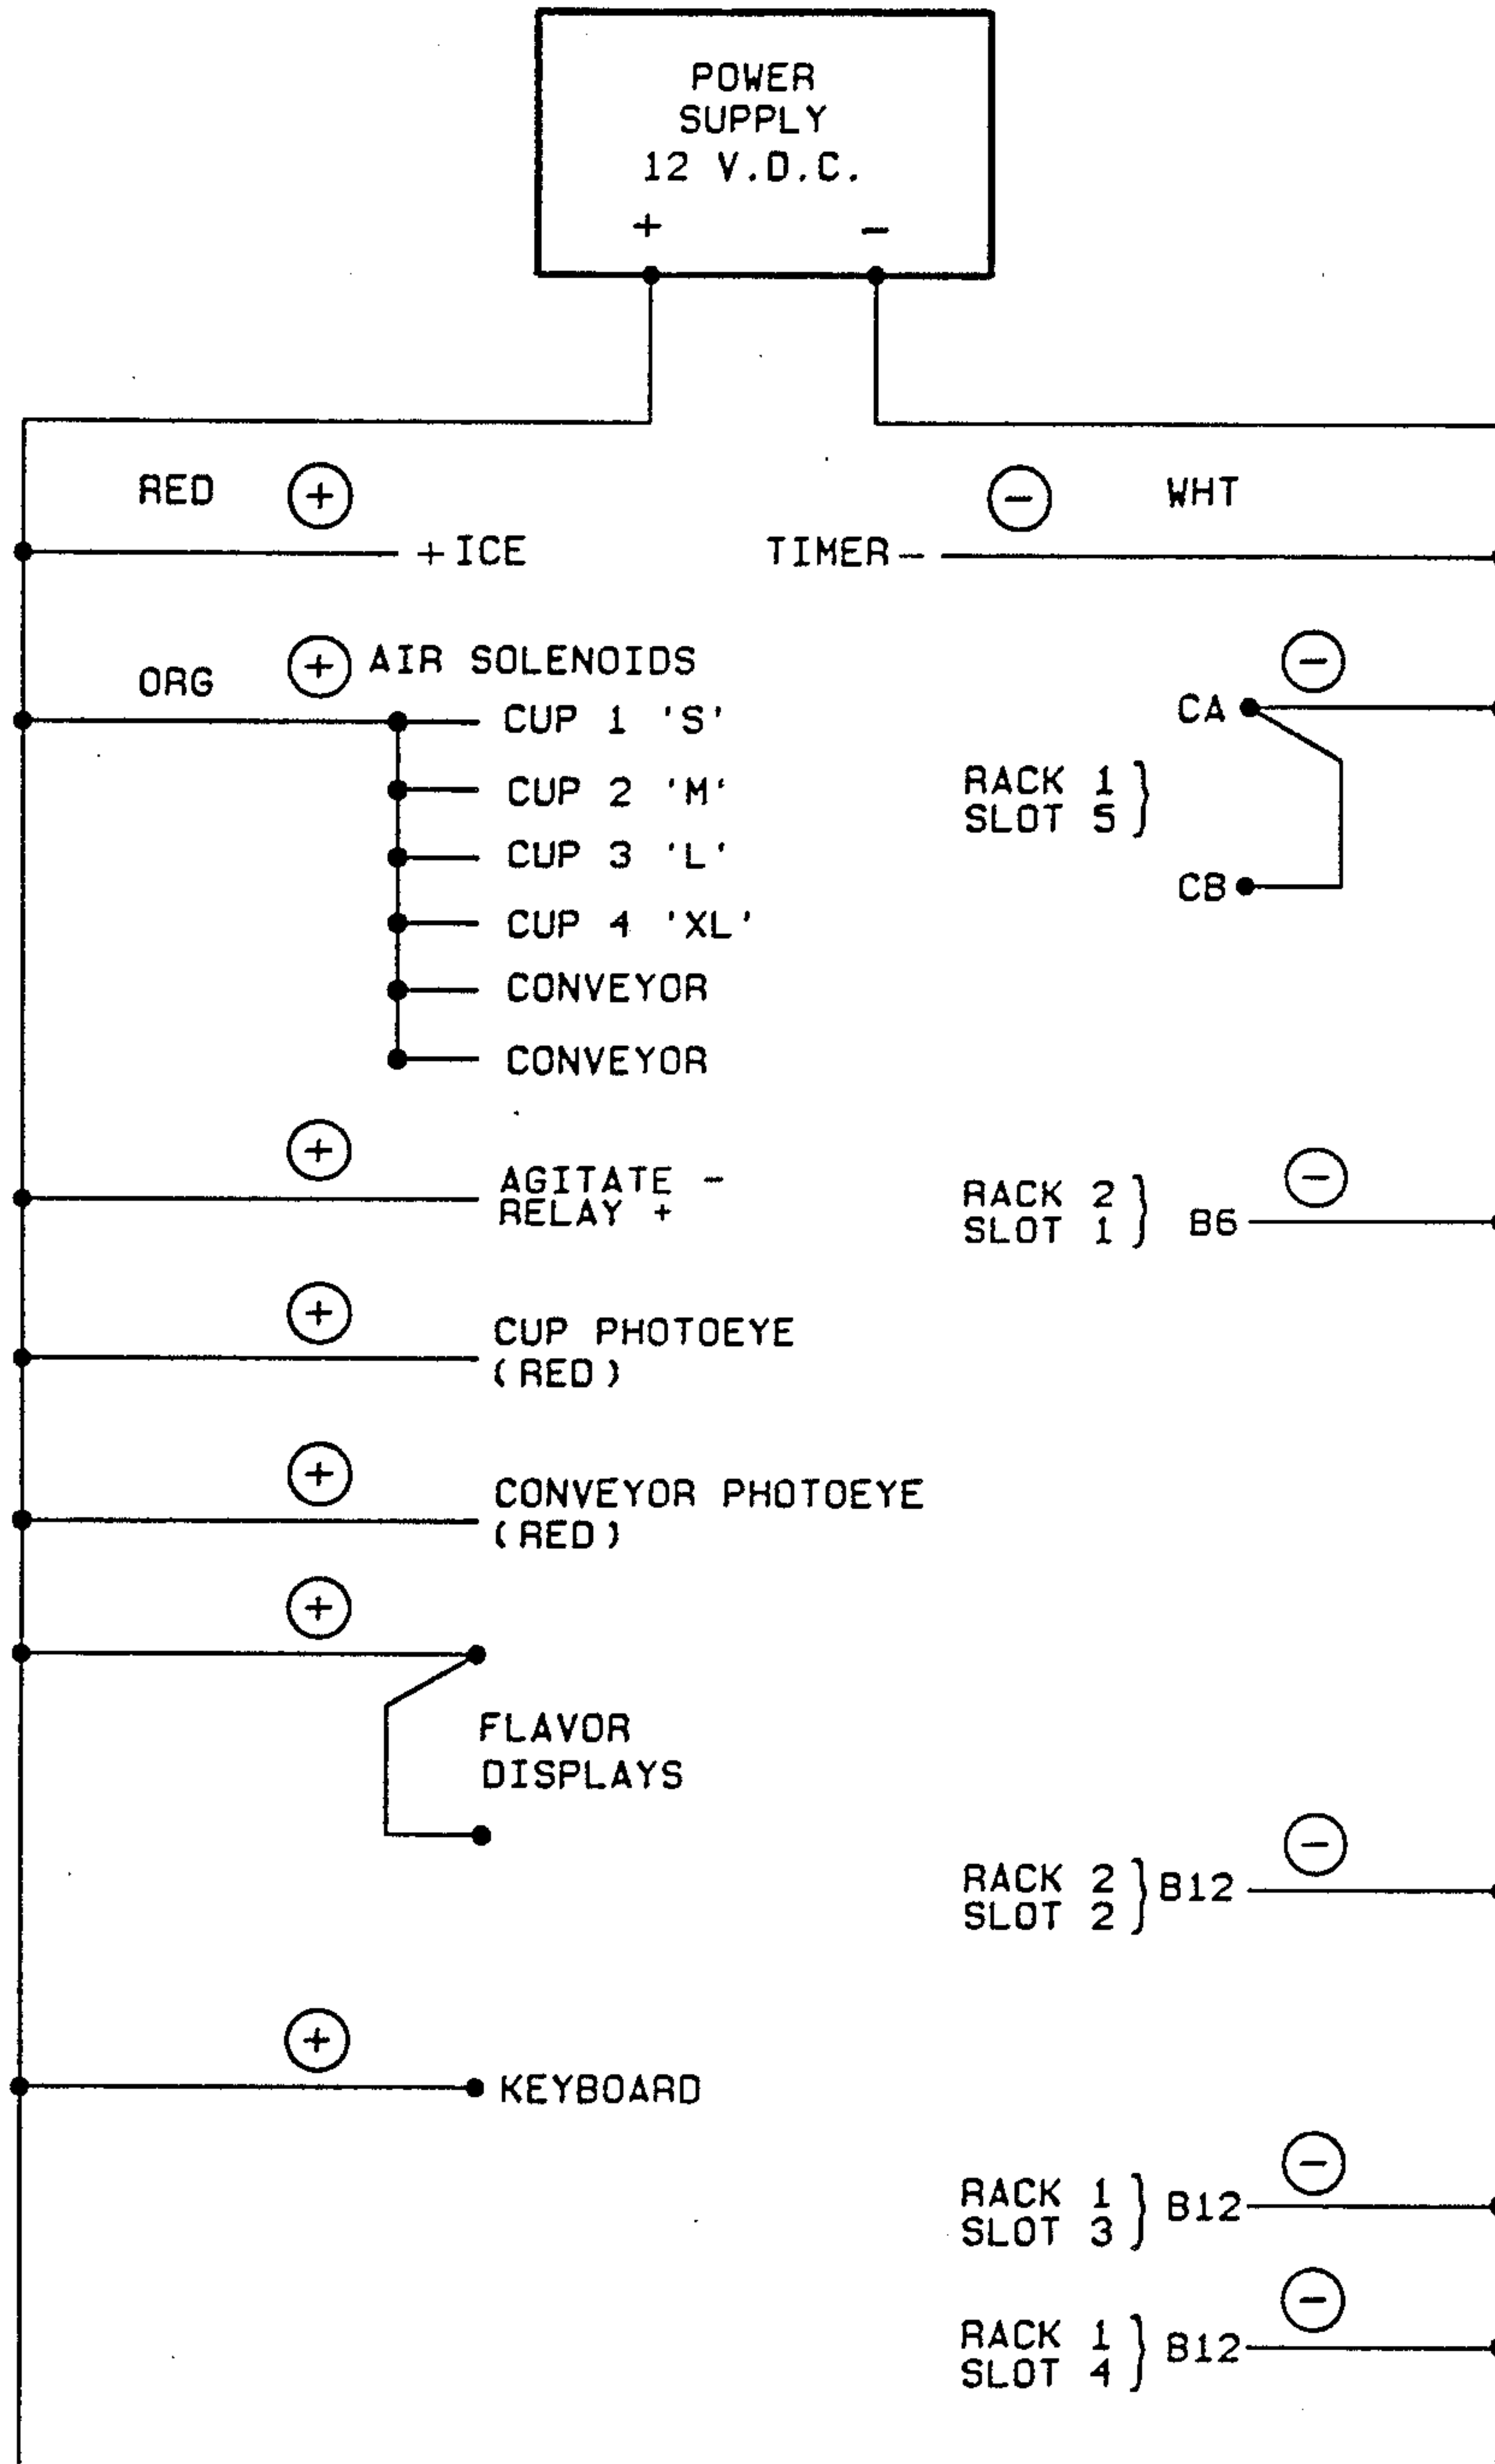 POWER
SUPPLY
12 V.D.C.
+ −
RED + WHT −
+ ICE
TIMER −
ORG + AIR SOLENOIDS
CUP 1 'S'
CUP 2 'M'
CUP 3 'L'
CUP 4 'XL'
CONVEYOR
CONVEYOR
−
CA
RACK 1
SLOT 5
CB
+
AGITATE −
RELAY +
−
RACK 2
SLOT 1
B6
+
CUP PHOTOEYE
(RED)
+
CONVEYOR PHOTOEYE
(RED)
+
FLAVOR
DISPLAYS
−
RACK 2
SLOT 2
B12
+
KEYBOARD
−
RACK 1
SLOT 3
B12
−
RACK 1
SLOT 4
B12